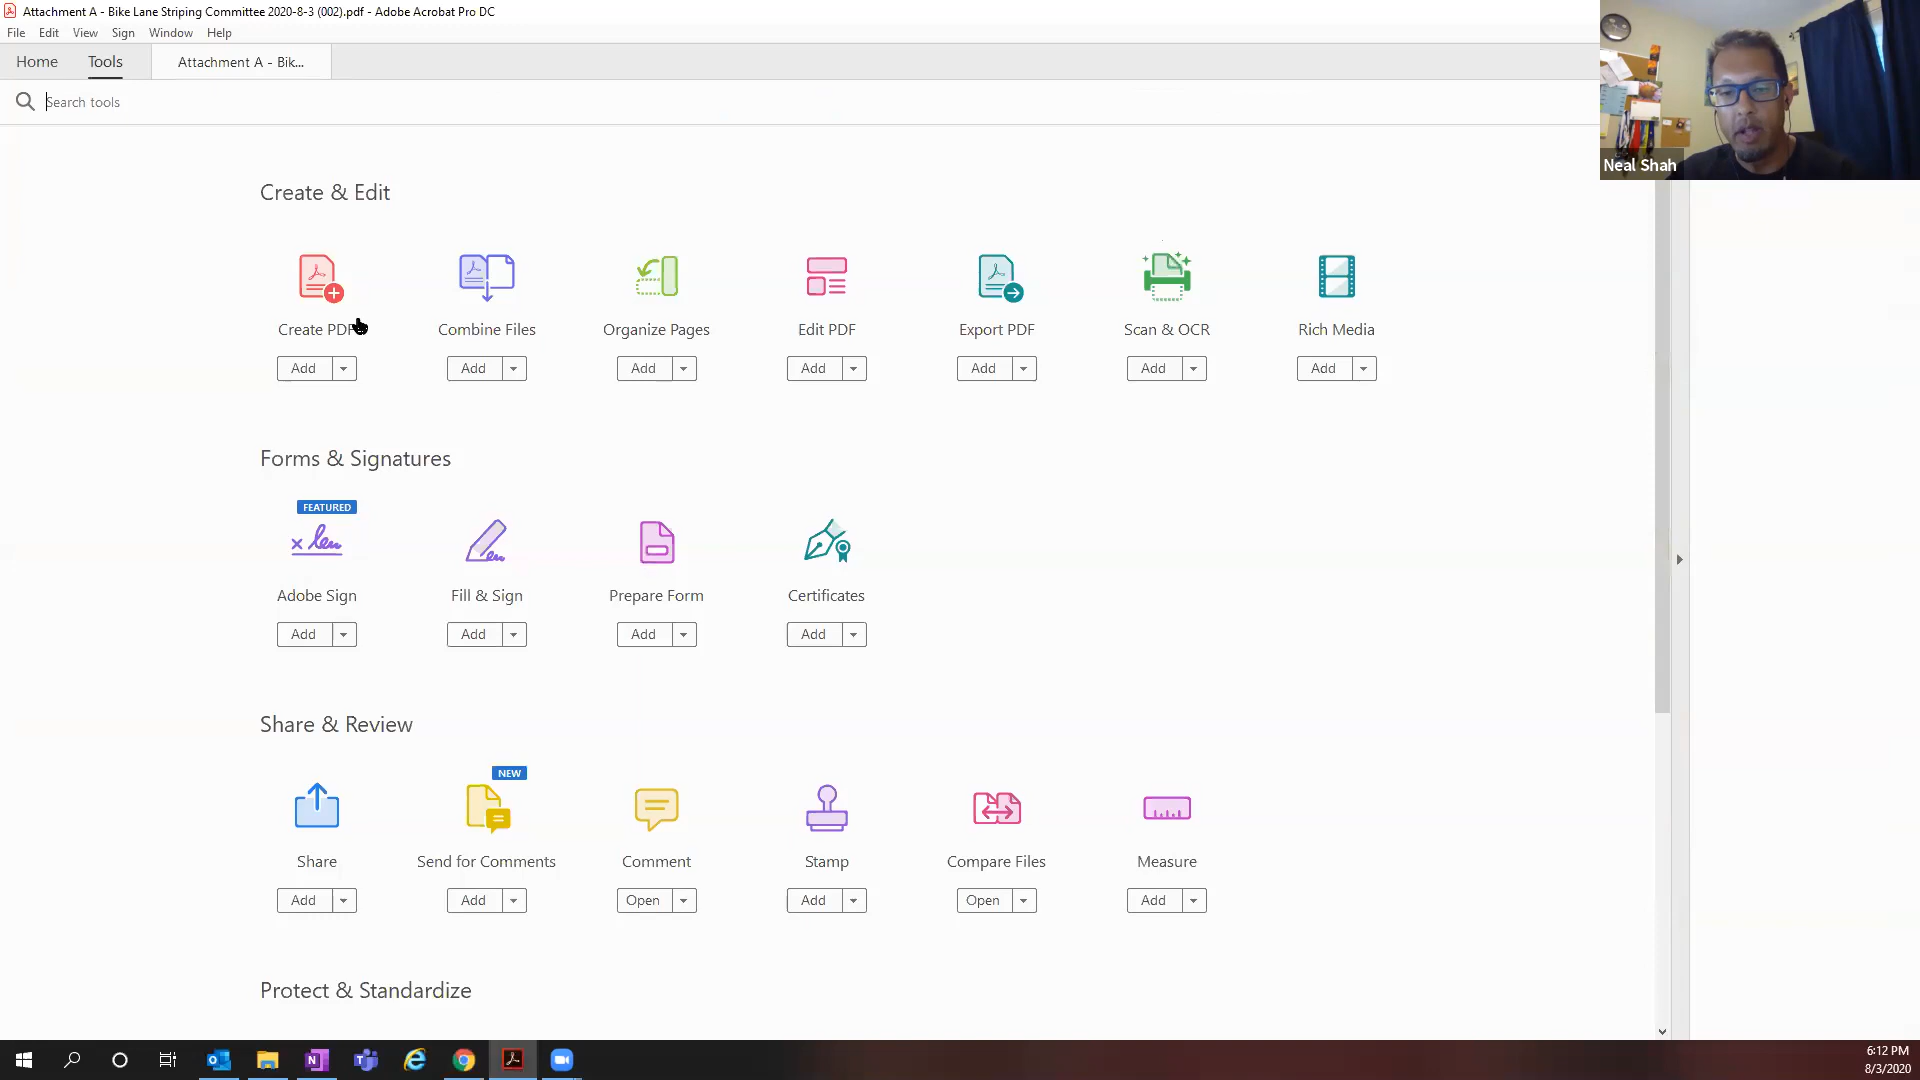 Attachment A - Bike Lane Striping Committee 2020-8-3 (002).pdf - Adobe Acrobat Pro DC
File Edit View Sign Window Help
Home Tools Attachment A - Bik...
Search tools
Neal Shah
Create & Edit
Create PDF Combine Files Organize Pages Edit PDF Export PDF Scan & OCR Rich Media
Add Add Add Add Add Add Add
Forms & Signatures
FEATURED
Adobe Sign Fill & Sign Prepare Form Certificates
Add Add Add Add
Share & Review
NEW
Share Send for Comments Comment Stamp Compare Files Measure
Add Add Open Add Open Add
Protect & Standardize
6:12 PM
8/3/2020